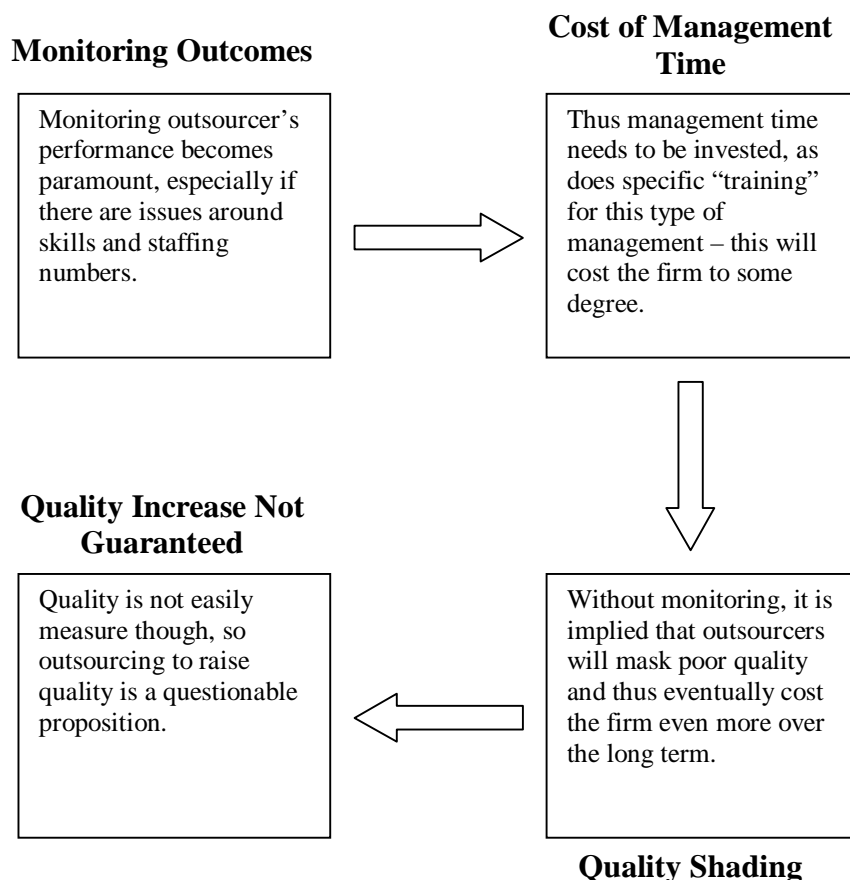 Monitoring Outcomes
Monitoring outsourcer’s
performance becomes
paramount, especially if
there are issues around
skills and staffing
numbers.
Cost of Management
Time
Thus management time
needs to be invested, as
does specific “training”
for this type of
management – this will
cost the firm to some
degree.
Without monitoring, it is
implied that outsourcers
will mask poor quality
and thus eventually cost
the firm even more over
the long term.
Quality Shading
Quality Increase Not
Guaranteed
Quality is not easily
measure though, so
outsourcing to raise
quality is a questionable
proposition.